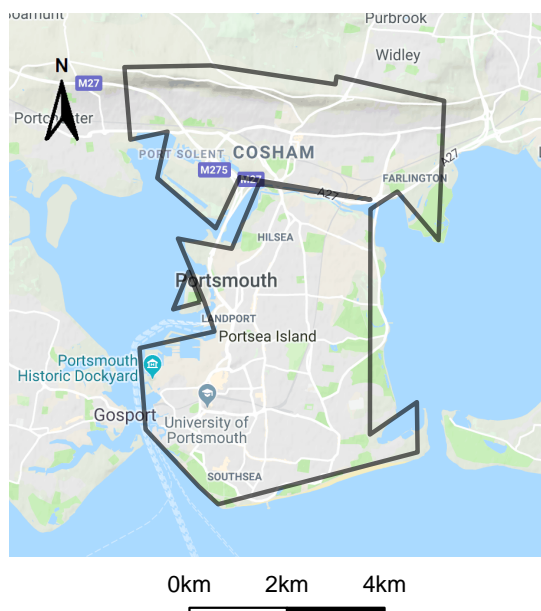 Purbrook
Widley
N
M27
PORT SOLENT
COSHAM
M275
M27
A27
A27
FARLINGTON
HILSEA
Portsmouth
LANDPORT
Portsea Island
Portsmouth
Historic Dockyard
Gosport
University of
Portsmouth
SOUTHSEA
0km 2km 4km